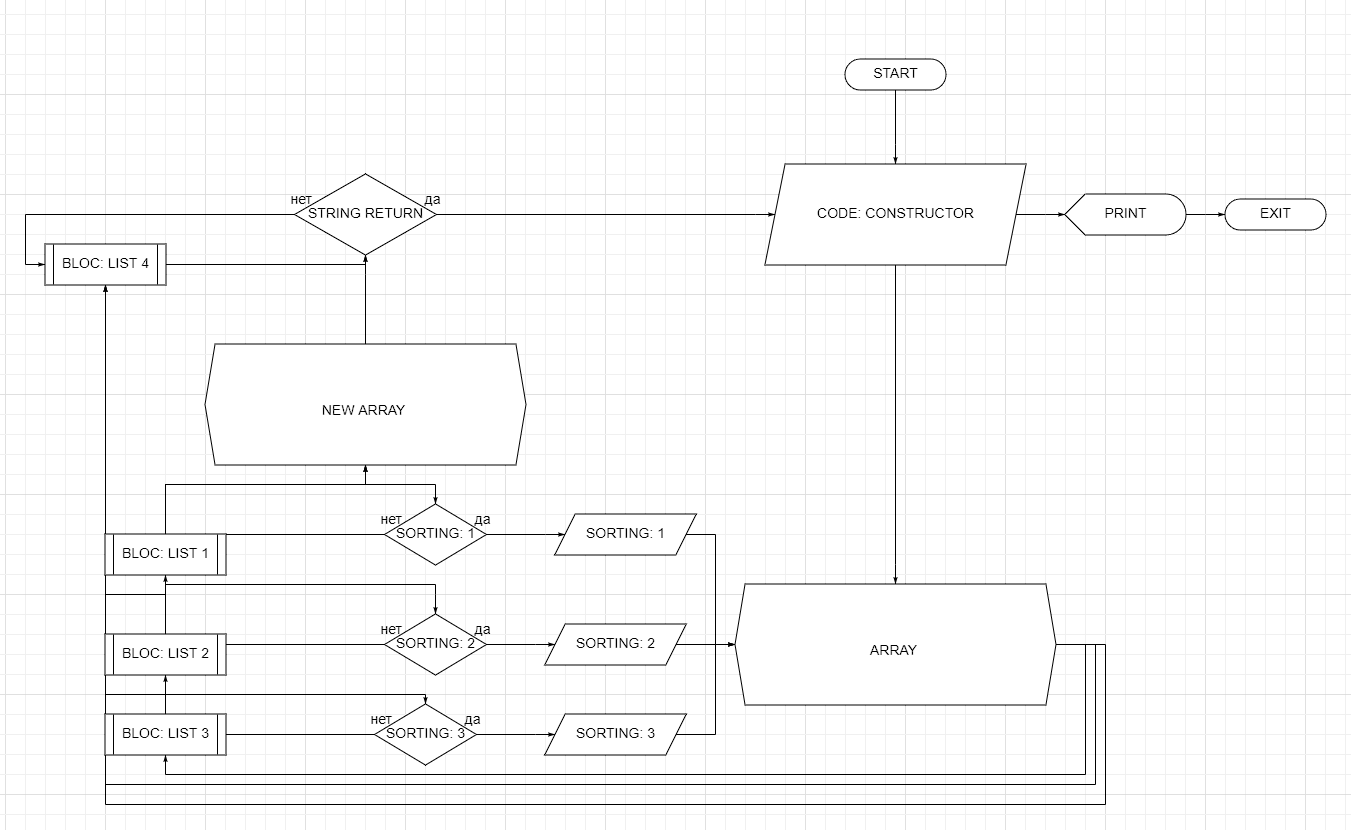 START
CODE: CONSTRUCTOR
PRINT
EXIT
нет
да
STRING RETURN
BLOC: LIST 4
NEW ARRAY
нет
да
BLOC: LIST 1
SORTING: 1
SORTING: 1
нет
да
BLOC: LIST 2
SORTING: 2
SORTING: 2
ARRAY
нет
да
BLOC: LIST 3
SORTING: 3
SORTING: 3